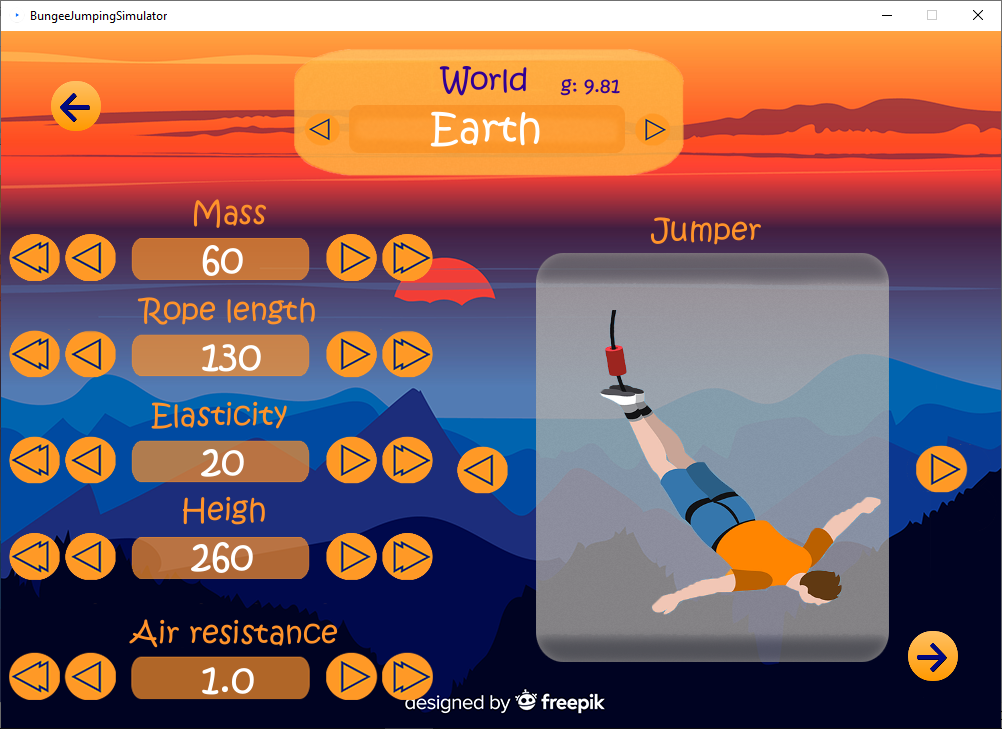 BungeeJumpingSimulator
World
g: 9.81
Earth
Mass
60
Rope length
130
Elasticity
20
Heigh
260
Air resistance
1.0
Jumper
designed by freepik